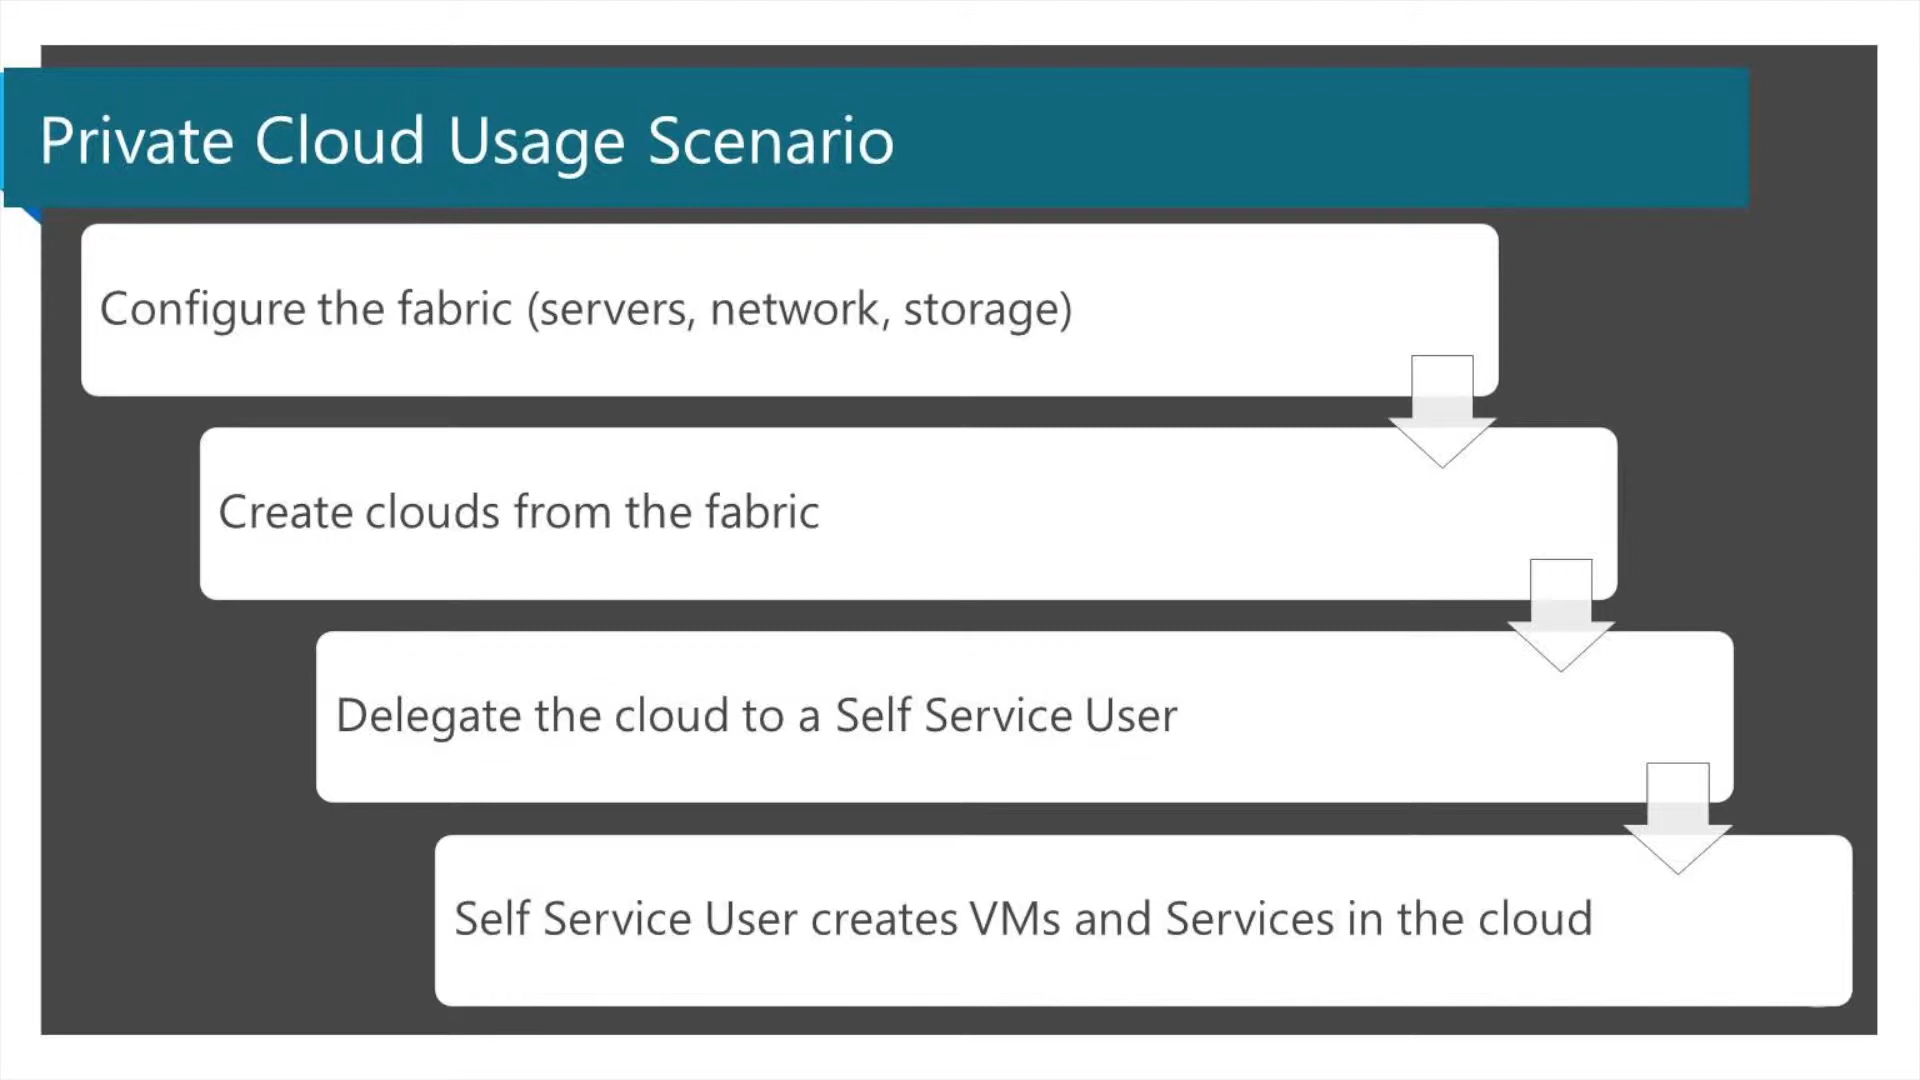 Private Cloud Usage Scenario
Configure the fabric (servers, network, storage)
Create clouds from the fabric
Delegate the cloud to a Self Service User
Self Service User creates VMs and Services in the cloud